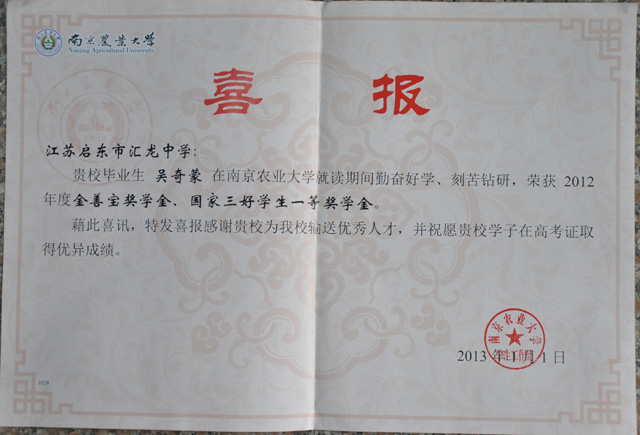 南京農業大學
Nanjing Agricultural University
喜报
江苏启东市汇龙中学：
贵校毕业生 吴奇蒙 在南京农业大学就读期间勤奋好学、刻苦钻研，荣获 2012
年度金善宝奖学金、国家三好学生一等奖学金。
藉此喜讯，特发喜报感谢贵校为我校输送优秀人才，并祝愿贵校学子在高考证取
得优异成绩。
南京农业大学
2013 年 1 月 1 日